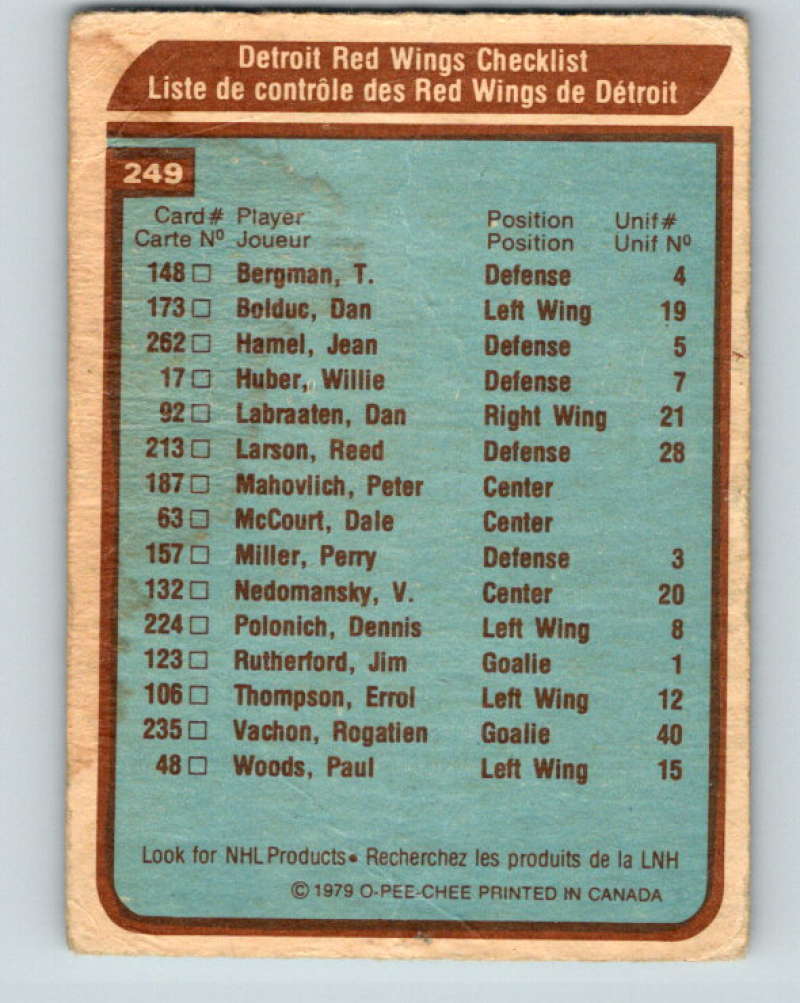 Detroit Red Wings Checklist
Liste de contrôle des Red Wings de Détroit
249
Card # Player Position Unif #
Carte Nº Joueur Position Unif Nº
148 □ Bergman, T. Defense 4
173 □ Bolduc, Dan Left Wing 19
262 □ Hamel, Jean Defense 5
17 □ Huber, Willie Defense 7
92 □ Labraaten, Dan Right Wing 21
213 □ Larson, Reed Defense 28
187 □ Mahovlich, Peter Center
63 □ McCourt, Dale Center
157 □ Miller, Perry Defense 3
132 □ Nedomansky, V. Center 20
224 □ Polonich, Dennis Left Wing 8
123 □ Rutherford, Jim Goalie 1
106 □ Thompson, Errol Left Wing 12
235 □ Vachon, Rogatien Goalie 40
48 □ Woods, Paul Left Wing 15
Look for NHL Products • Recherchez les produits de la LNH
© 1979 O-PEE-CHEE PRINTED IN CANADA